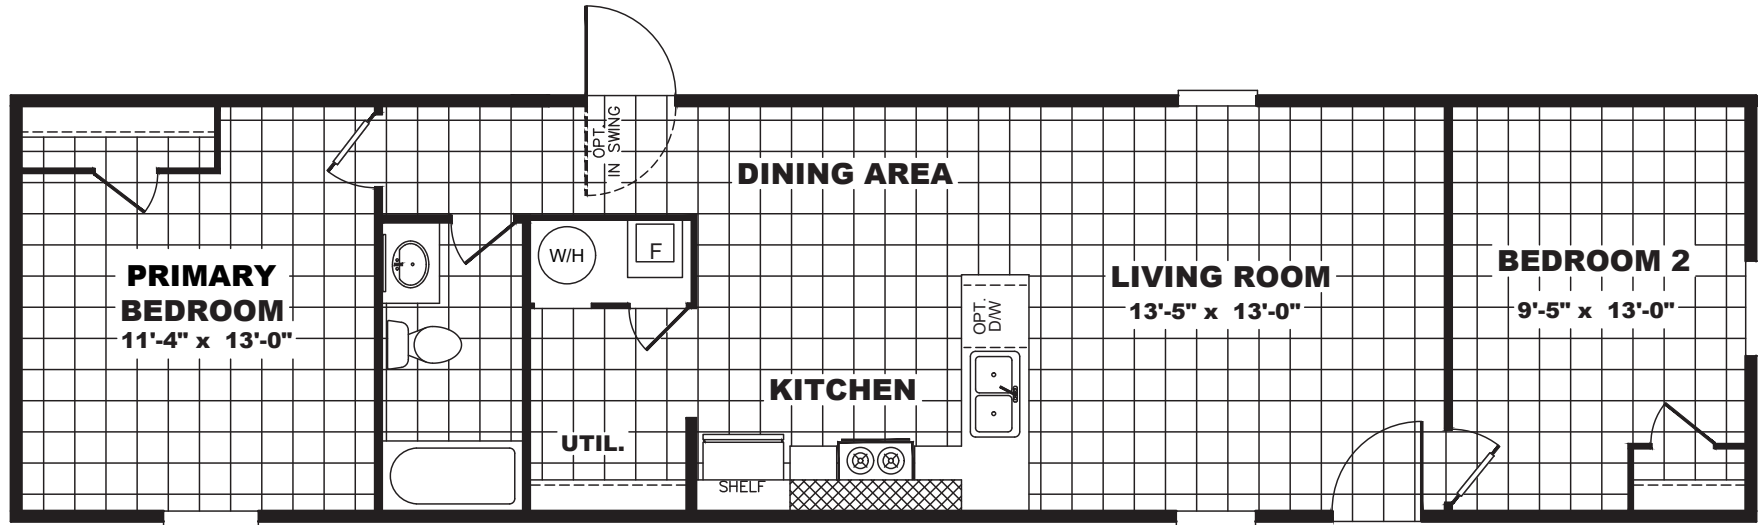 OPT.
IN SWING
DINING AREA
W/H
F
PRIMARY
BEDROOM
11'-4" x 13'-0"
LIVING ROOM
13'-5" x 13'-0"
BEDROOM 2
9'-5" x 13'-0"
OPT.
D/W
KITCHEN
UTIL.
SHELF